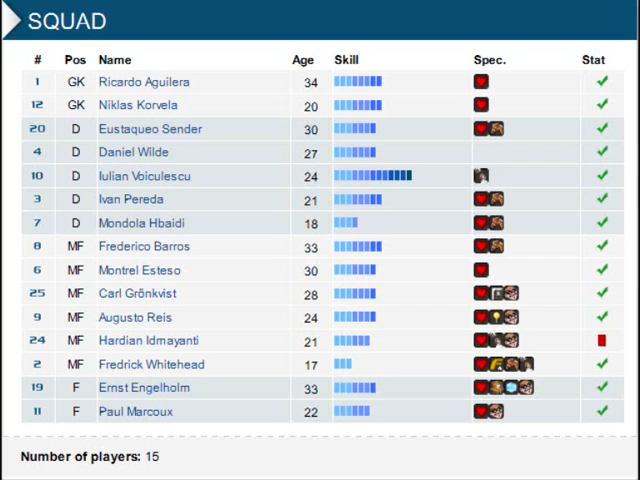 SQUAD
# Pos Name Age Skill Spec. Stat
1 GK Ricardo Aguilera 34
12 GK Niklas Korvela 20
20 D Eustaqueo Sender 30
4 D Daniel Wilde 27
10 D Iulian Voiculescu 24
3 D Ivan Pereda 21
7 D Mondola Hbaidi 18
8 MF Frederico Barros 33
6 MF Montrel Esteso 30
25 MF Carl Grönkvist 28
9 MF Augusto Reis 24
24 MF Hardian Idmayanti 21
2 MF Fredrick Whitehead 17
19 F Ernst Engelholm 33
11 F Paul Marcoux 22
Number of players: 15